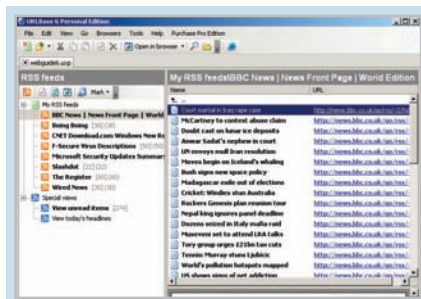 URLBase 6 Personal Edition
File Edit View Go Browsers Tools Help Purchase Pro Edition
Open in browser
webguide6.urp
RSS feeds
My RSS feeds\BBC News | News Front Page | World Edition
Mark
Name URL
My RSS feeds
BBC News | News Front Page | World
Boing Boing
CNET Download.com Windows New Re
F-Secure Virus Descriptions
Microsoft Security Updates Summar
Slashdot
The Register
Wired News
Special views
View unread items
View today's headlines
Court martial in Iraq rape case
McCartney to contest abuse claim
Doubt cast on lunar ice deposits
Anwar Sadat's nephew in court
UN envoys mull Iran resolution
Moves begin on Iceland's whaling
Bush signs new space policy
Madagascar exile out of elections
Cricket: Windies stun Australia
Rockers Genesis plan reunion tour
Nepal king ignores panel deadline
Dozens seized in Italy mafia raid
Museveni set to attend LRA talks
Tory group urges £21bn tax cuts
Tennis: Murray stuns Ljubicic
World's pollution hotspots mapped
US shows signs of net addiction